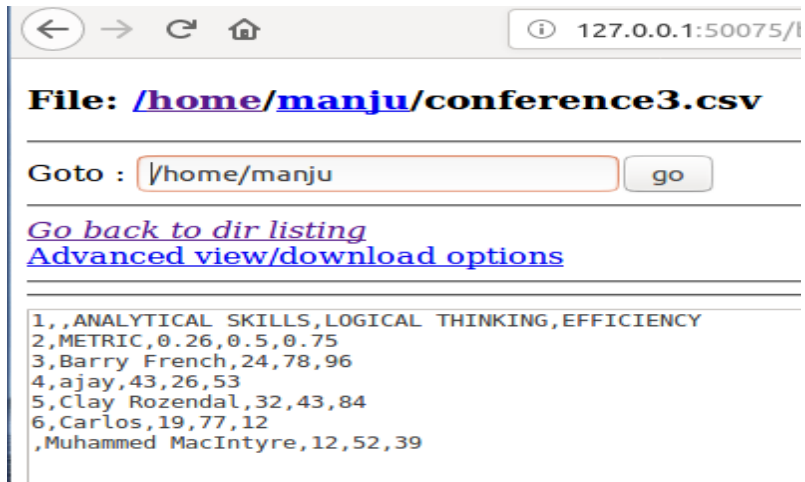 127.0.0.1:50075/
File: /home/manju/conference3.csv
Goto : /home/manju go
Go back to dir listing
Advanced view/download options
1,,ANALYTICAL SKILLS,LOGICAL THINKING,EFFICIENCY
2,METRIC,0.26,0.5,0.75
3,Barry French,24,78,96
4,ajay,43,26,53
5,Clay Rozendal,32,43,84
6,Carlos,19,77,12
,Muhammed MacIntyre,12,52,39